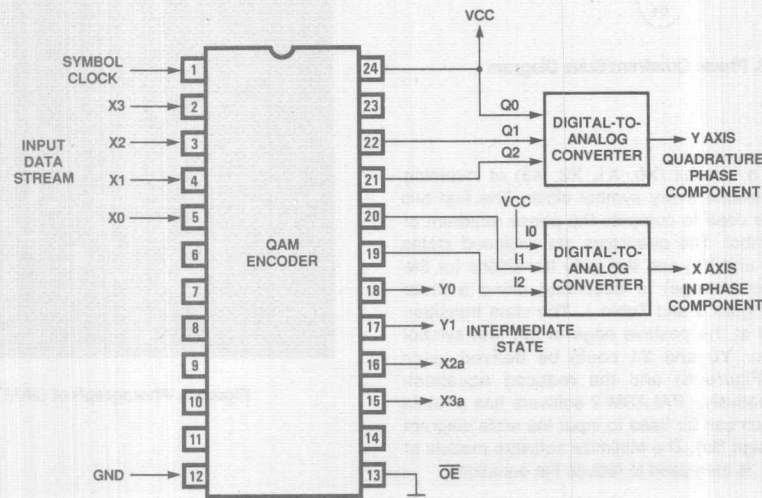 VCC
SYMBOL
CLOCK
1
24
X3
2
23
Q0
DIGITAL-TO-
ANALOG
CONVERTER
Y AXIS
QUADRATURE
PHASE
COMPONENT
INPUT
DATA
STREAM
X2
3
22
Q1
X1
4
21
Q2
X0
5
20
VCC
QAM
ENCODER
6
19
I0
DIGITAL-TO-
ANALOG
CONVERTER
X AXIS
IN PHASE
COMPONENT
I1
7
18
Y0
I2
8
17
Y1
INTERMEDIATE
STATE
9
16
X2a
10
15
X3a
11
14
GND
12
13
OE